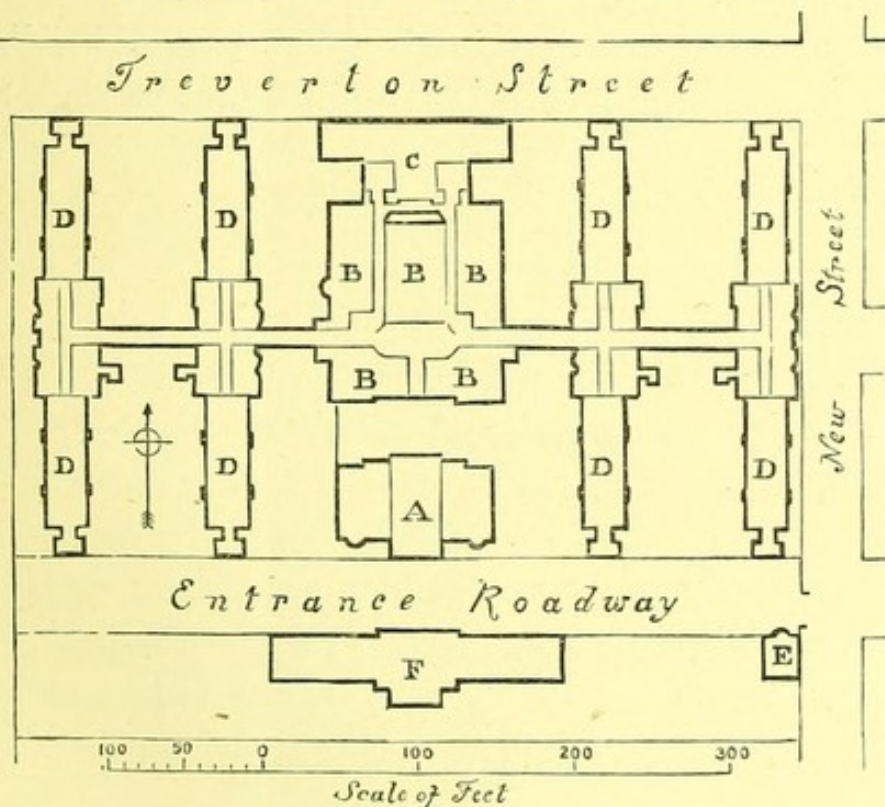 Treverton Street
C
D D D D
B B B
Street
B B
New
D D D D
A
Entrance Roadway
F
E
100 50 0 100 200 300
Scale of Feet